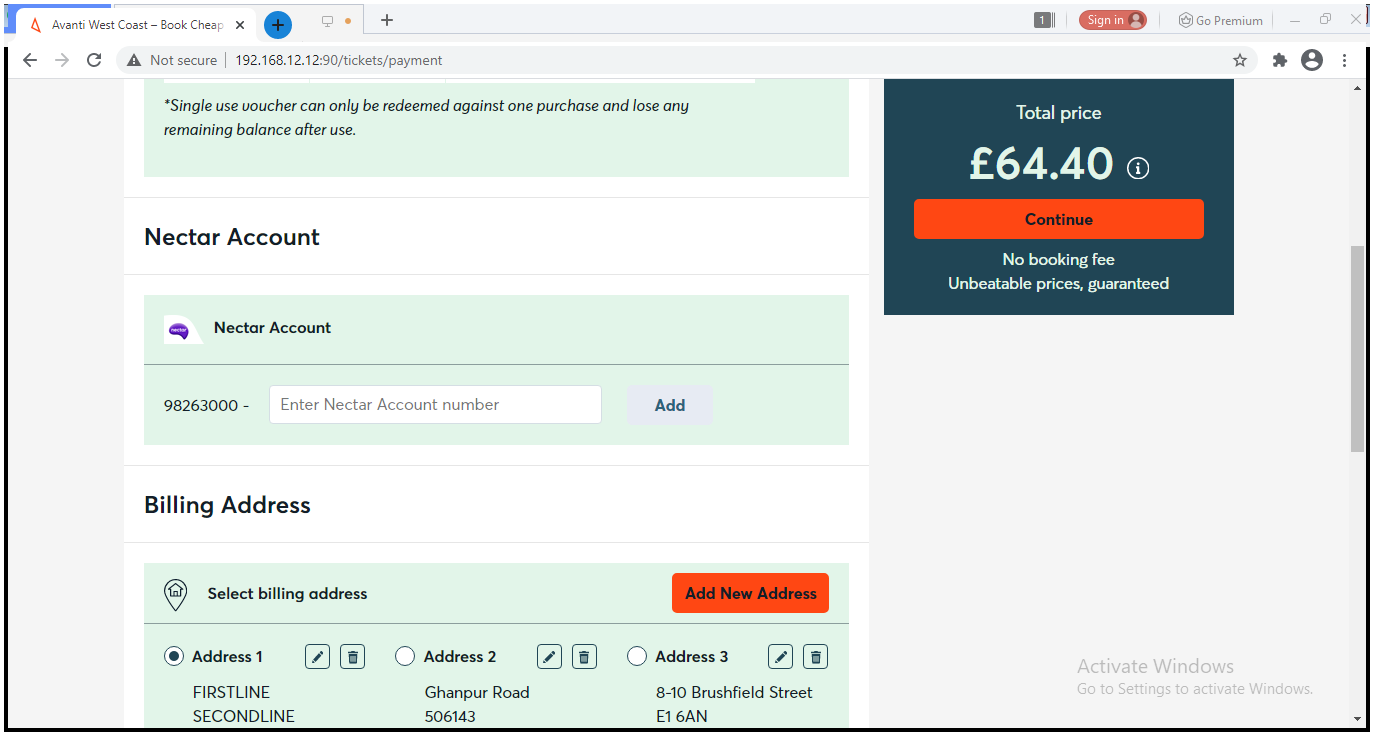 Avanti West Coast – Book Cheap
1
Sign in
Go Premium
Not secure
192.168.12.12:90/tickets/payment
*Single use voucher can only be redeemed against one purchase and lose any
remaining balance after use.
Total price
£64.40
Continue
No booking fee
Unbeatable prices, guaranteed
Nectar Account
nectar
Nectar Account
98263000 -
Enter Nectar Account number
Add
Billing Address
Select billing address
Add New Address
Address 1
Address 2
Address 3
FIRSTLINE
SECONDLINE
Ghanpur Road
506143
8-10 Brushfield Street
E1 6AN
Activate Windows
Go to Settings to activate Windows.